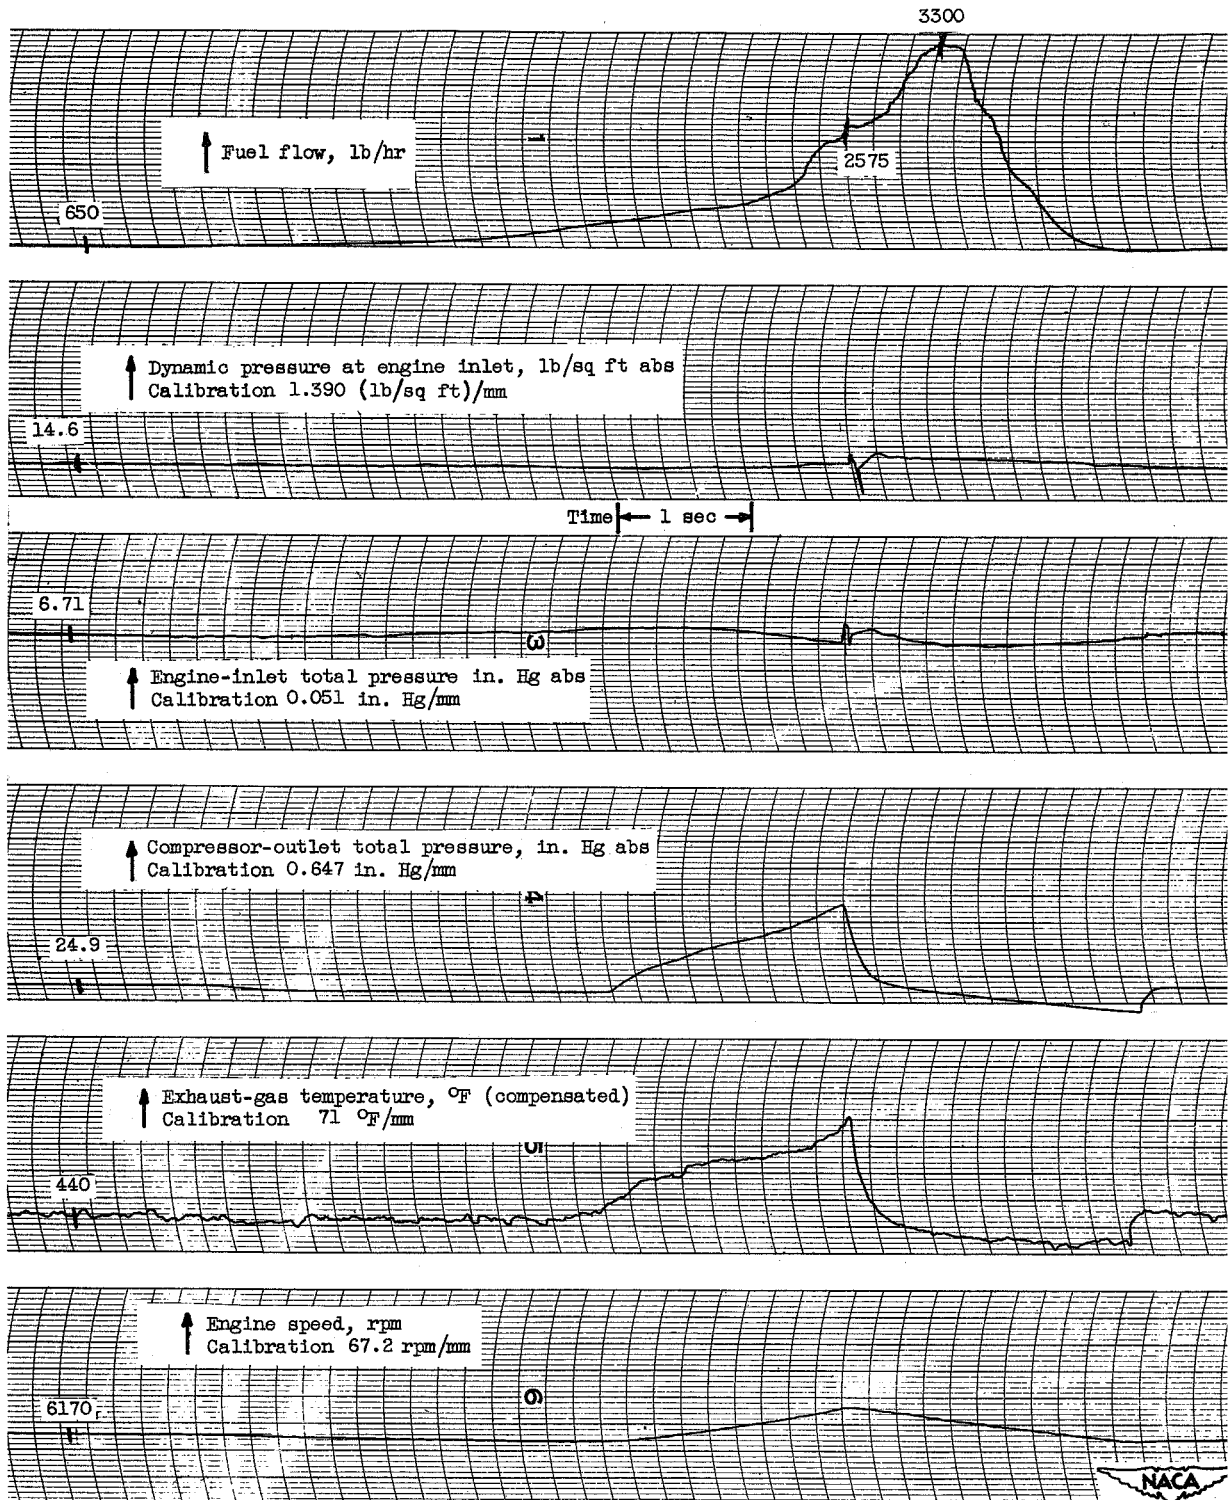 3300
1
↑ Fuel flow, lb/hr
2575
650
↑ Dynamic pressure at engine inlet, lb/sq ft abs
Calibration 1.390 (lb/sq ft)/mm
14.6
Time ← 1 sec →
6.71
3
↑ Engine-inlet total pressure in. Hg abs
Calibration 0.051 in. Hg/mm
↑ Compressor-outlet total pressure, in. Hg abs
Calibration 0.647 in. Hg/mm
4
24.9
↑ Exhaust-gas temperature, °F (compensated)
Calibration 71 °F/mm
5
440
↑ Engine speed, rpm
Calibration 67.2 rpm/mm
6
6170
NACA